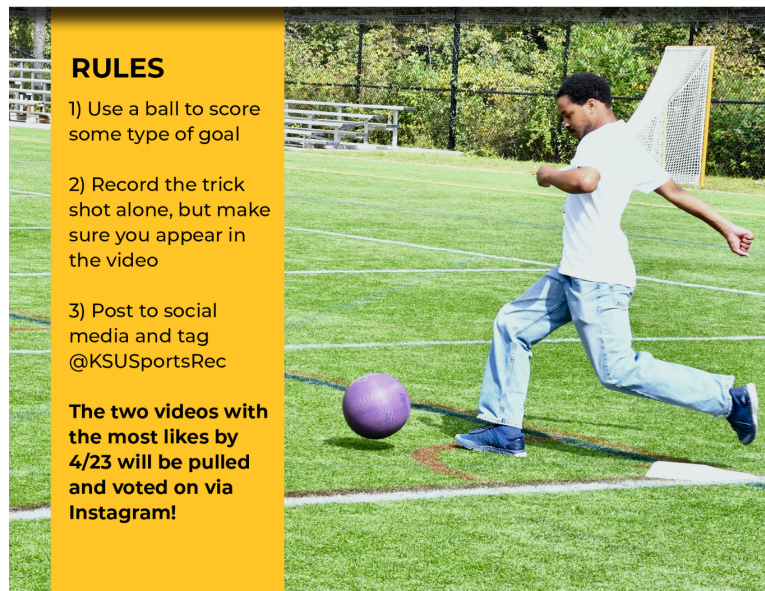 RULES
1) Use a ball to score
some type of goal
2) Record the trick
shot alone, but make
sure you appear in
the video
3) Post to social
media and tag
@KSUSportsRec
The two videos with
the most likes by
4/23 will be pulled
and voted on via
Instagram!